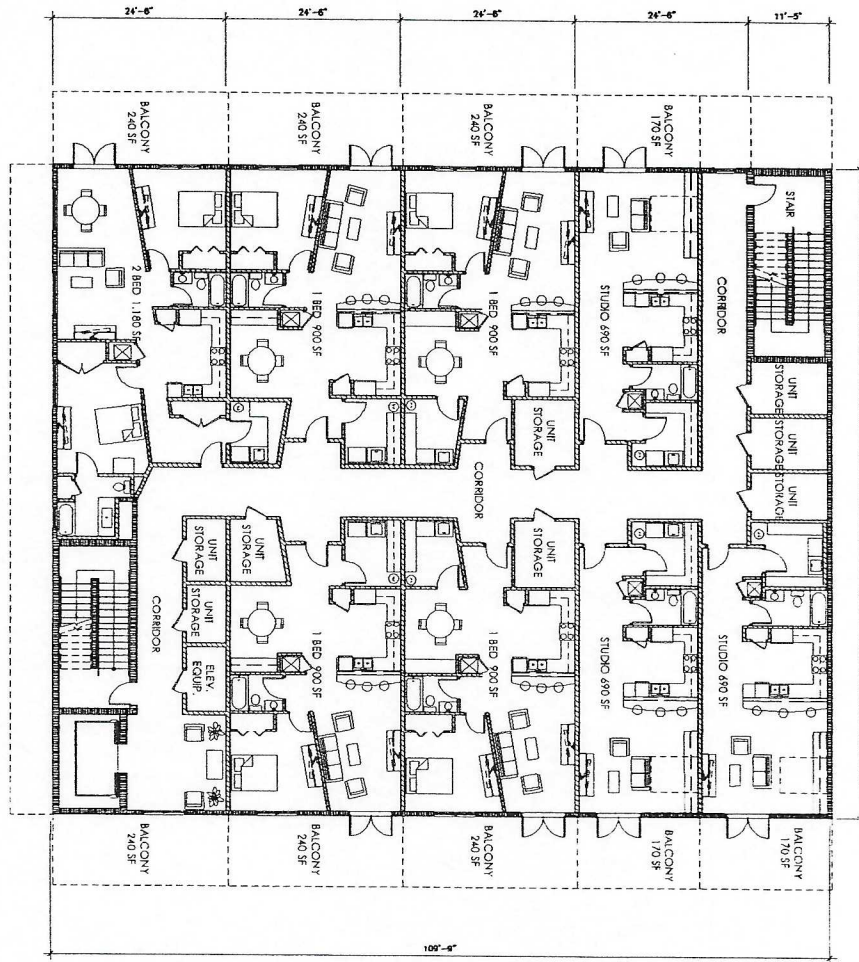 24'-6"
24'-6"
24'-6"
24'-6"
11'-5"
BALCONY
240 SF
BALCONY
240 SF
BALCONY
240 SF
BALCONY
170 SF
STAIR
2 BED 1,180 SF
1 BED 900 SF
1 BED 900 SF
STUDIO 690 SF
CORRIDOR
UNIT
STORAGE
UNIT
STORAGE
UNIT
STORAGE
UNIT
STORAGE
CORRIDOR
UNIT
STORAGE
UNIT
STORAGE
UNIT
STORAGE
UNIT
STORAGE
CORRIDOR
ELEV.
EQUIP.
1 BED 900 SF
1 BED 900 SF
STUDIO 690 SF
STUDIO 690 SF
BALCONY
240 SF
BALCONY
240 SF
BALCONY
240 SF
BALCONY
170 SF
BALCONY
170 SF